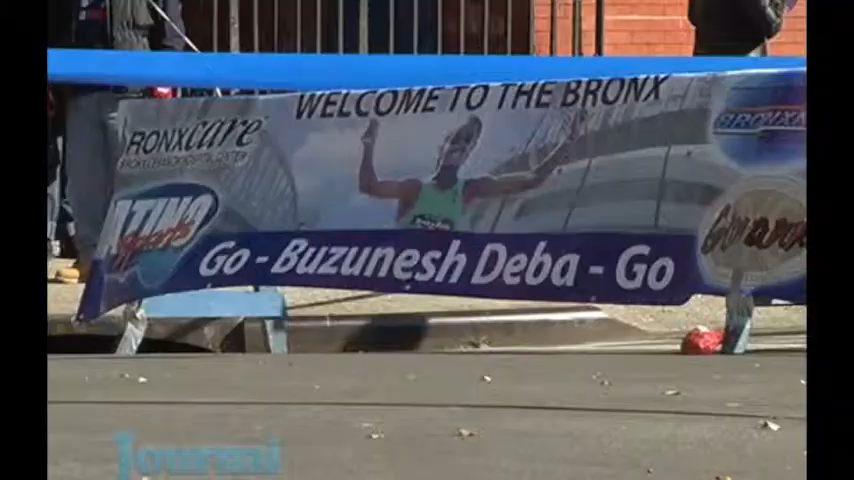 WELCOME TO THE BRONX
RONXcare
ATINO
sports
Go - Buzunesh Deba - Go
Journal